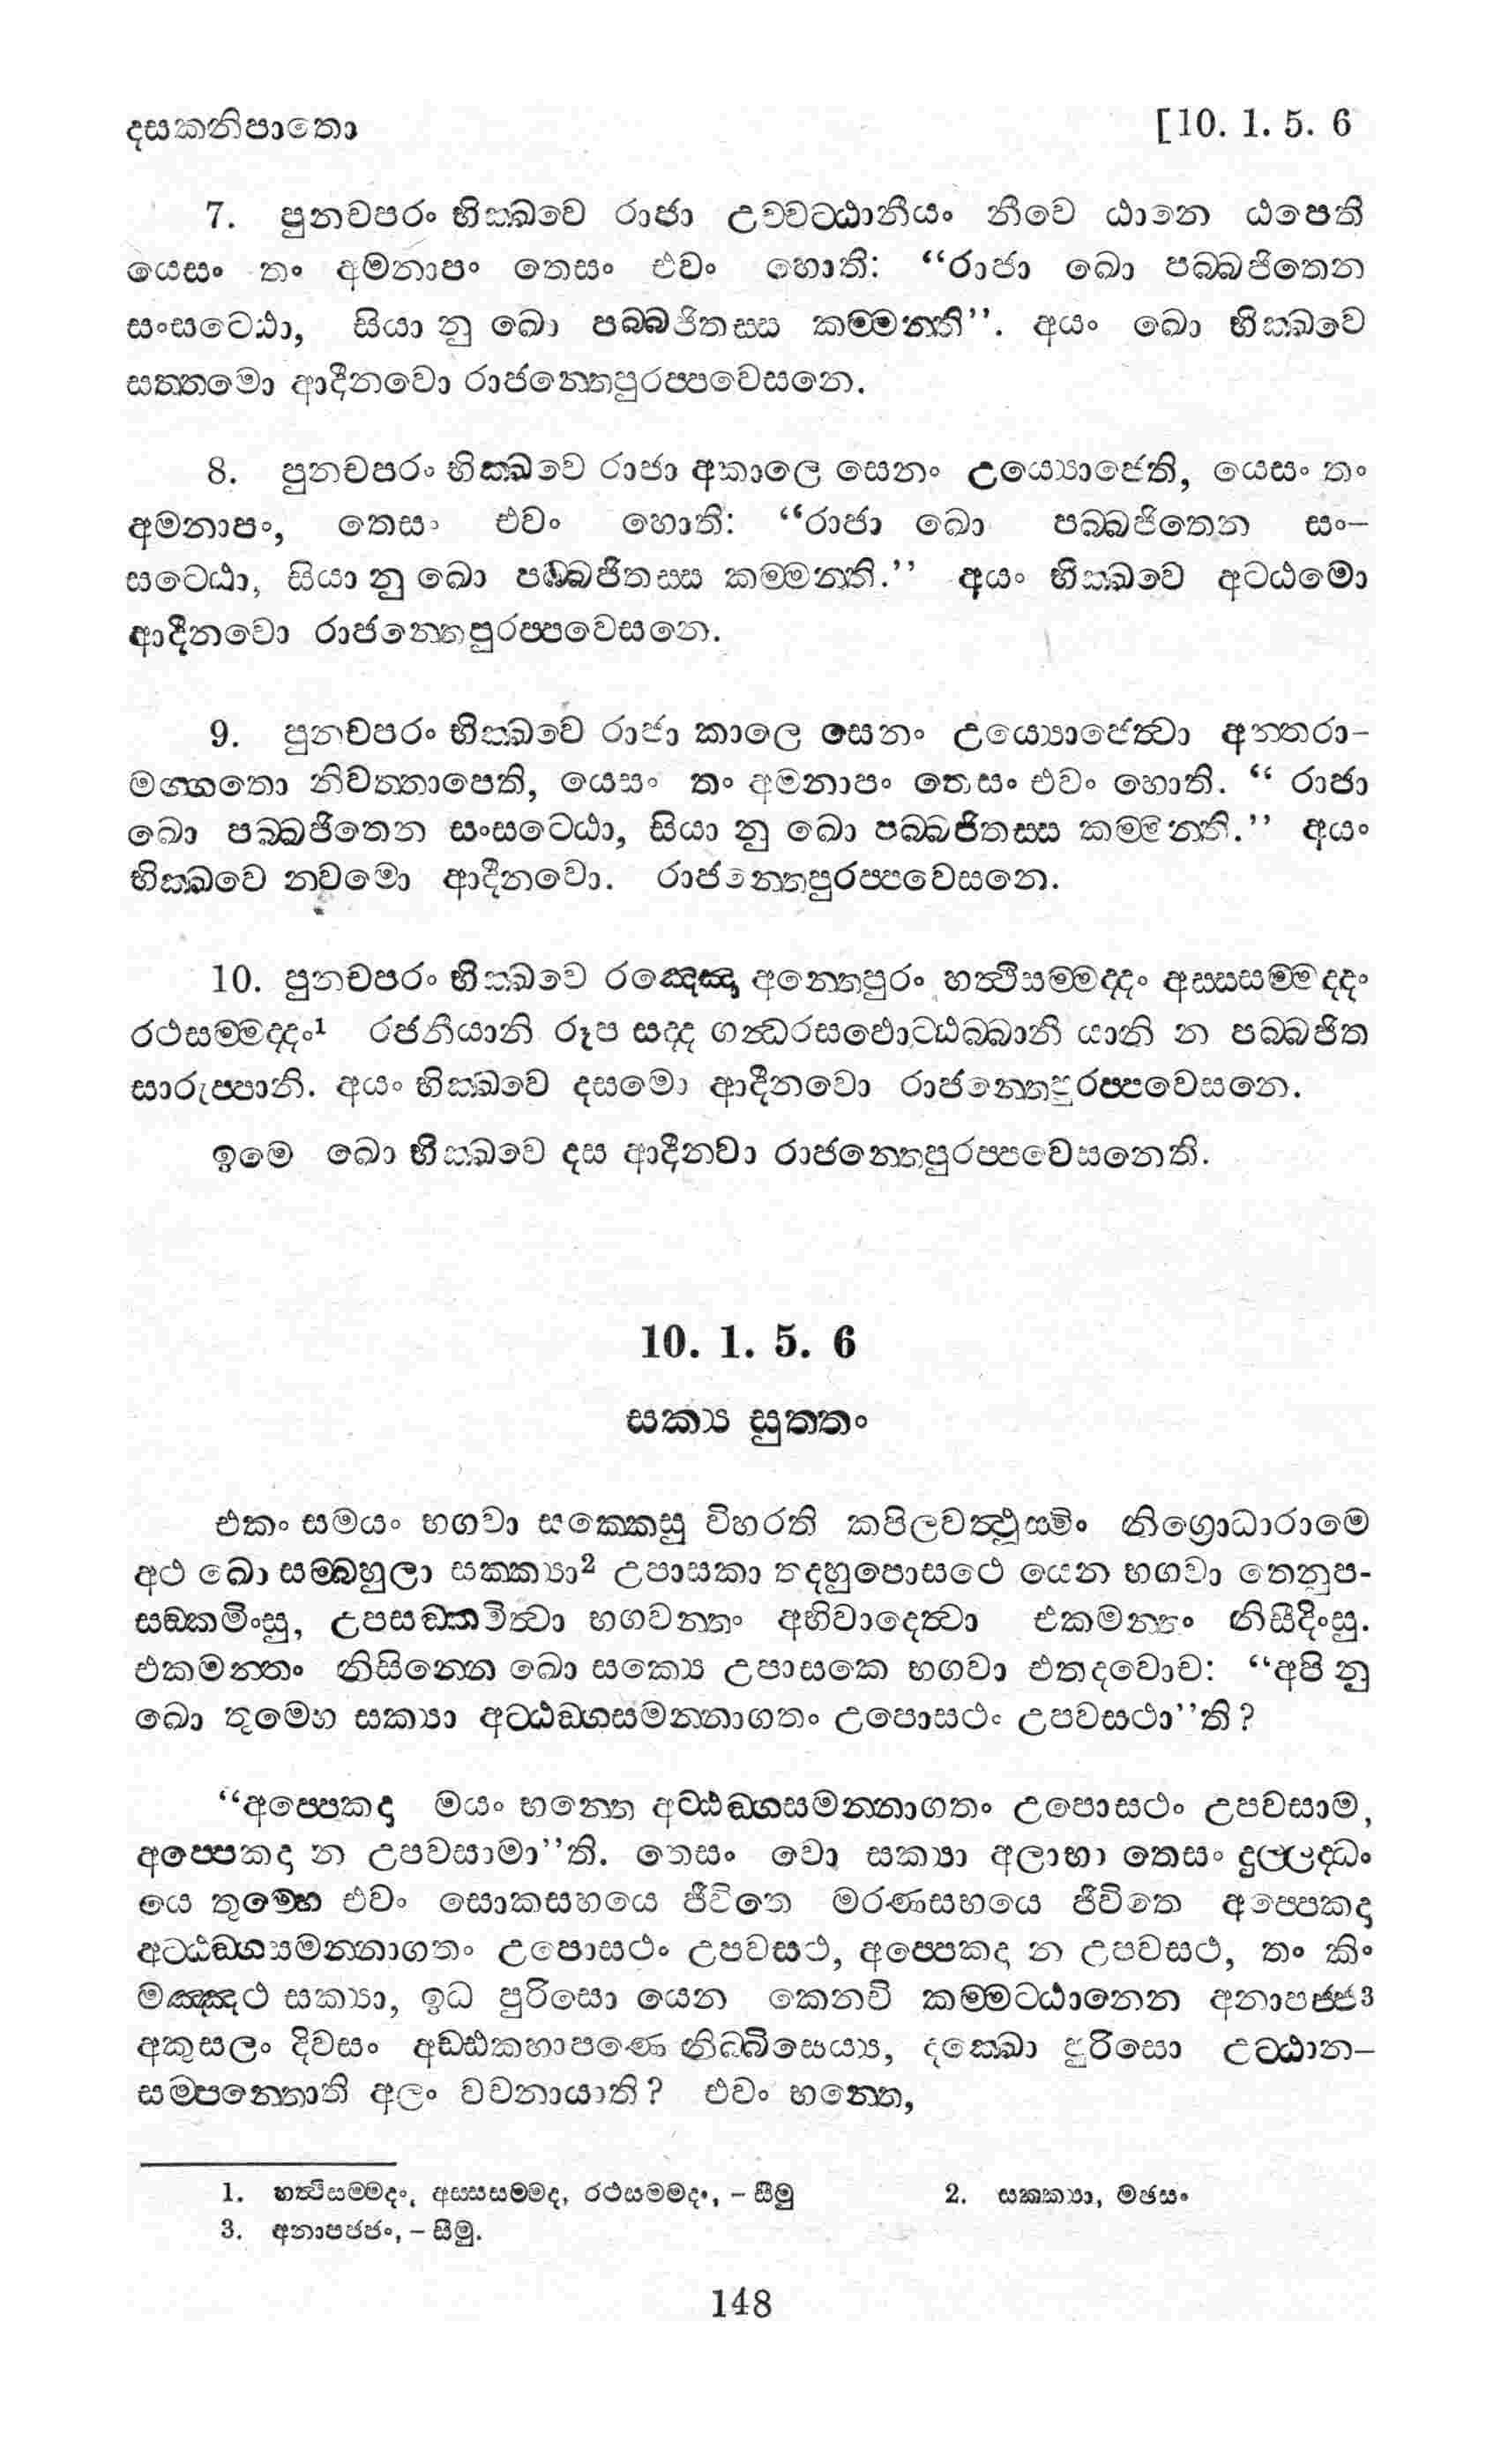 දසකනිපාතො [10. 1. 5. 6
7. පුනචපරං භික්ඛවෙ රාජා උච්චට්ඨානීයං නීචෙ ඨානෙ ඨපෙති
යෙසං තං අමනාපං තෙසං එවං හොති: “රාජා ඛො පබ්බජිතෙන
සංසට්ඨො, සියා නු ඛො පබ්බජිතස්ස කම්මන්ති”. අයං ඛො භික්ඛවෙ
සත්තමො ආදීනවො රාජන්තෙපුරප්පවෙසනෙ.
8. පුනචපරං භික්ඛවෙ රාජා අකාලෙ සෙනං උය්යොජෙති, යෙසං තං
අමනාපං, තෙසං එවං හොති: “රාජා ඛො පබ්බජිතෙන සං–
සට්ඨො, සියා නු ඛො පබ්බජිතස්ස කම්මන්ති.” අයං භික්ඛවෙ අට්ඨමො
ආදීනවො රාජන්තෙපුරප්පවෙසනෙ.
9. පුනචපරං භික්ඛවෙ රාජා කාලෙ සෙනං උය්යොජෙත්වා අන්තරා–
මග්ගතො නිවත්තාපෙති, යෙසං තං අමනාපං තෙසං එවං හොති. “ රාජා
ඛො පබ්බජිතෙන සංසට්ඨො, සියා නු ඛො පබ්බජිතස්ස කම්මන්ති.” අයං
භික්ඛවෙ නවමො ආදීනවො. රාජන්තෙපුරප්පවෙසනෙ.
10. පුනචපරං භික්ඛවෙ රඤ්ඤො අන්තෙපුරං හත්ථිසම්මද්දං අස්සසම්මද්දං
රථසම්මද්දං¹ රජනීයානි රූප සද්ද ගන්ධරසඵොට්ඨබ්බානි යානි න පබ්බජිත
සාරුප්පානි. අයං භික්ඛවෙ දසමො ආදීනවො රාජන්තෙපුරප්පවෙසනෙ.
ඉමෙ ඛො භික්ඛවෙ දස ආදීනවා රාජන්තෙපුරප්පවෙසනෙති.
10. 1. 5. 6
සක්‍ය සුත්තං
එකං සමයං භගවා සක්කෙසු විහරති කපිලවත්ථුස්මිං නිග්‍රොධාරාමෙ
අථ ඛො සම්බහුලා සක්ක්‍යා² උපාසකා තදහුපොසථෙ යෙන භගවා තෙනුප-
සඞ්කමිංසු, උපසඞ්කමිත්වා භගවන්තං අභිවාදෙත්වා එකමන්තං නිසීදිංසු.
එකමන්තං නිසින්නෙ ඛො සක්‍යෙ උපාසකෙ භගවා එතදවොච: “අපි නු
ඛො තුම්හෙ සක්‍යා අට්ඨඞ්ගසමන්නාගතං උපොසථං උපවසථා”ති?
“අප්පෙකදා මයං භන්තෙ අට්ඨඞ්ගසමන්නාගතං උපොසථං උපවසාම,
අප්පෙකදා න උපවසාමා”ති. තෙසං වො සක්‍යා අලාභා තෙසං දුල්ලද්ධං
යෙ තුම්හෙ එවං සොකසභයෙ ජීවිතෙ මරණසභයෙ ජීවිතෙ අප්පෙකදා
අට්ඨඞ්ගසමන්නාගතං උපොසථං උපවසථ, අප්පෙකදා න උපවසථ, තං කිං
මඤ්ඤථ සක්‍යා, ඉධ පුරිසො යෙන කෙනචි කම්මට්ඨානෙන අනාපජ්ජ³
අකුසලං දිවසං අඩ්ඪකහාපණෙ නිබ්බිසෙය්‍ය, දක්ඛො පුරිසො උට්ඨාන–
සම්පන්නොති අලං වචනායාති? එවං භන්තෙ,
1. හත්ථිසම්මදං, අස්සසම්මද, රථසම්මදං, – සීමු 2. සක්කක්‍යා, මඡසං
3. අනාපජ්ජං, – සීමු.
148